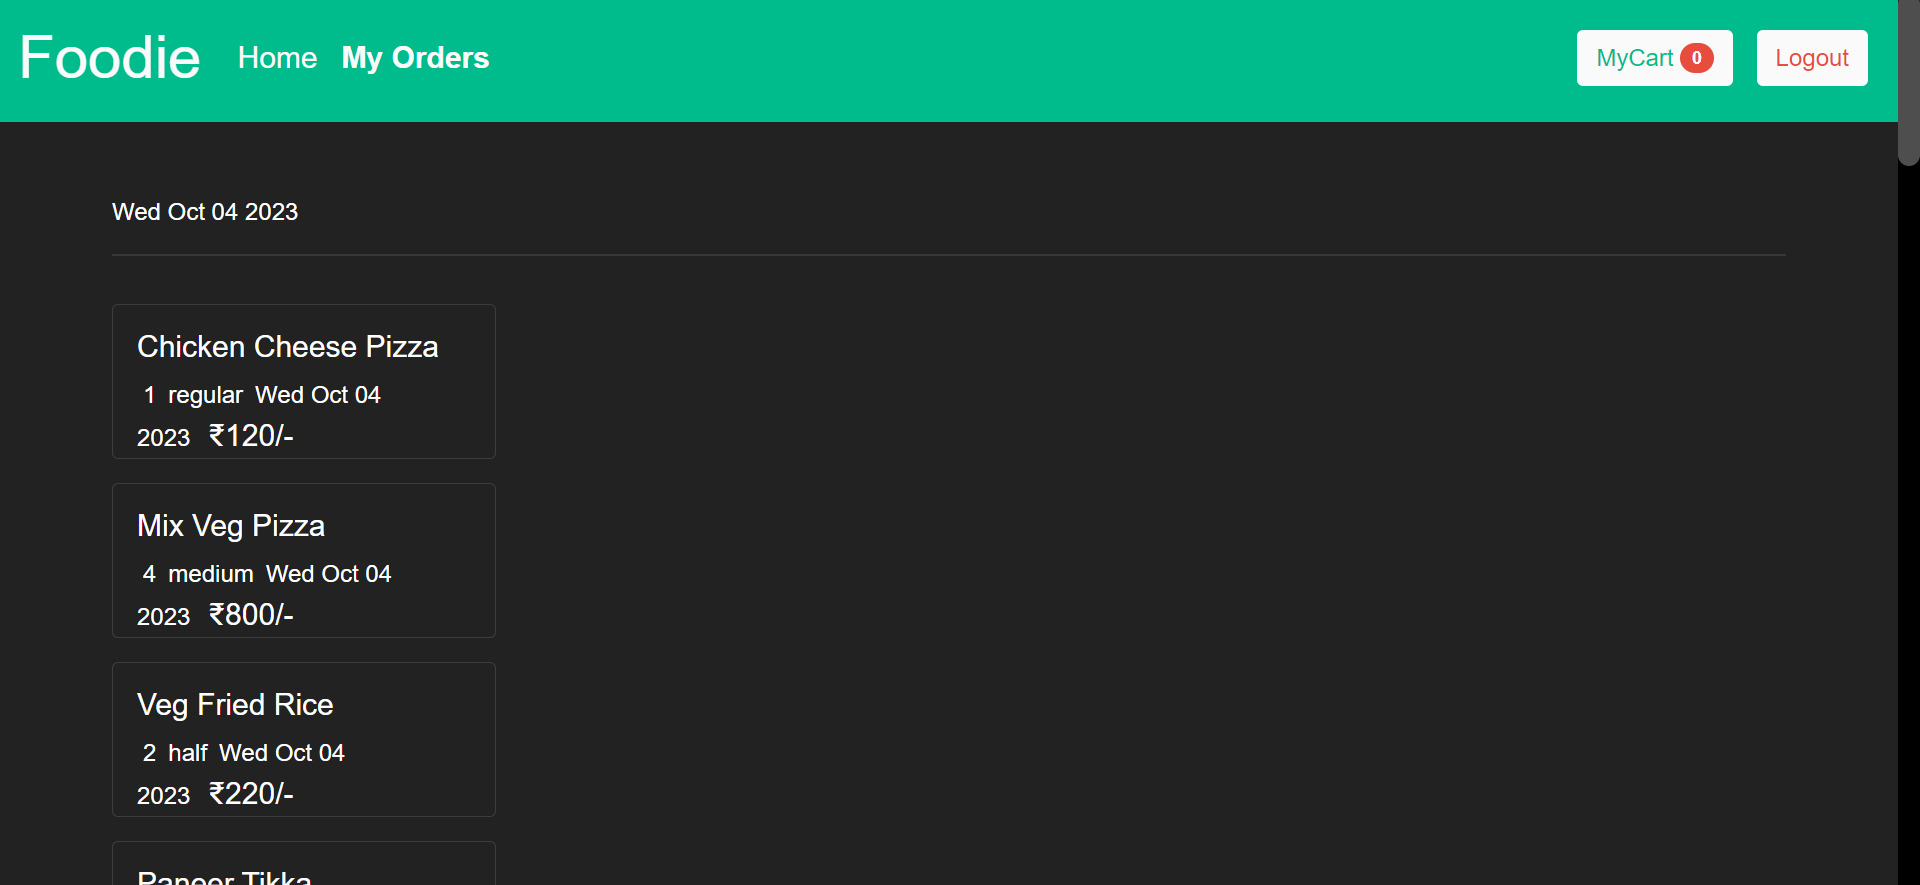 Foodie Home My Orders MyCart 0 Logout
Wed Oct 04 2023
Chicken Cheese Pizza
1 regular Wed Oct 04
2023 ₹120/-
Mix Veg Pizza
4 medium Wed Oct 04
2023 ₹800/-
Veg Fried Rice
2 half Wed Oct 04
2023 ₹220/-
Paneer Tikka